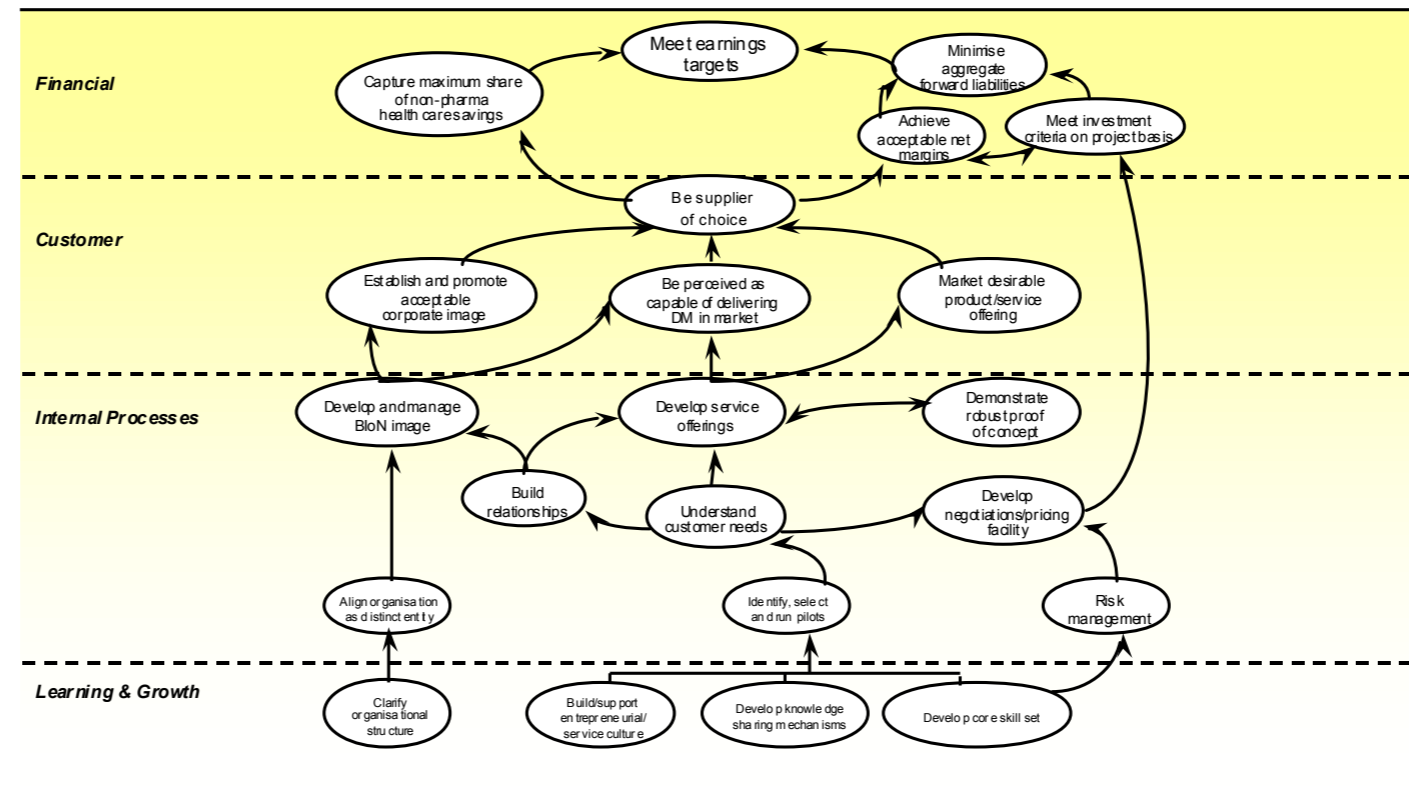 Financial
Meet earnings
targets
Capture maximum share
of non-pharma
health care savings
Minimise
aggregate
forward liabilities
Achieve
acceptable net
margins
Meet investment
criteria on project basis
Customer
Be supplier
of choice
Establish and promote
acceptable
corporate image
Be perceived as
capable of delivering
DM in market
Market desirable
product/service
offering
Internal Processes
Develop and manage
BIoN image
Develop service
offerings
Demonstrate
robust proof
of concept
Build
relationships
Understand
customer needs
Develop
negotiations/pricing
facility
Align organisation
as distinct entity
Identify, select
and run pilots
Risk
management
Learning & Growth
Clarify
organisational
structure
Build/support
entrepreneurial/
service culture
Develop knowledge
sharing mechanisms
Develop core skill set